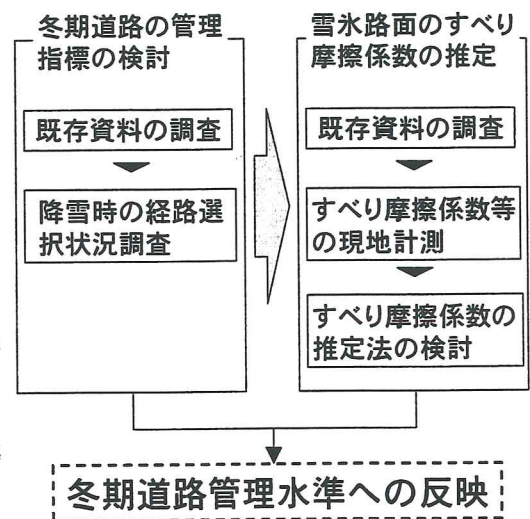 冬期道路の管理
指標の検討
既存資料の調査
降雪時の経路選
択状況調査
雪氷路面のすべり
摩擦係数の推定
既存資料の調査
すべり摩擦係数等
の現地計測
すべり摩擦係数の
推定法の検討
冬期道路管理水準への反映